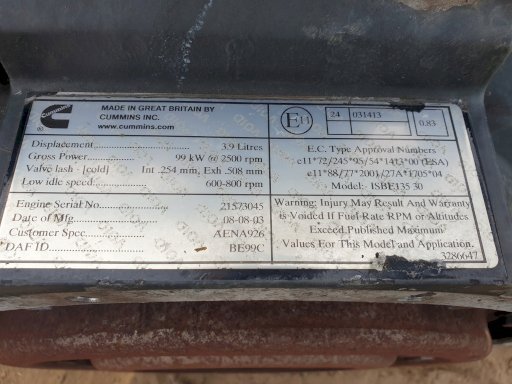 Cummins
®
MADE IN GREAT BRITAIN BY
CUMMINS INC.
www.cummins.com
E11
24 031413
0.83
Displacement 3.9 Litores
Gross Power 99 kW @ 2500 rpm
Valve lash - [cold] Int .254 mm, Exh .508 mm
Low idle speed 600-800 rpm
E.C. Type Approval Numbers
e11*72/245*95/54*1413*00 (ESA)
e11*88/77*2001/27A*1705*04
Model: ISBE135 30
Engine Serial No 21573045
Date of Mfg 08-08-03
Customer Spec AENA926
DAF ID BE99C
Warning: Injury May Result And Warranty
is Voided If Fuel Rate RPM or Altitudes
Exceed Published Maximum
Values For This Model and Application.
3286647